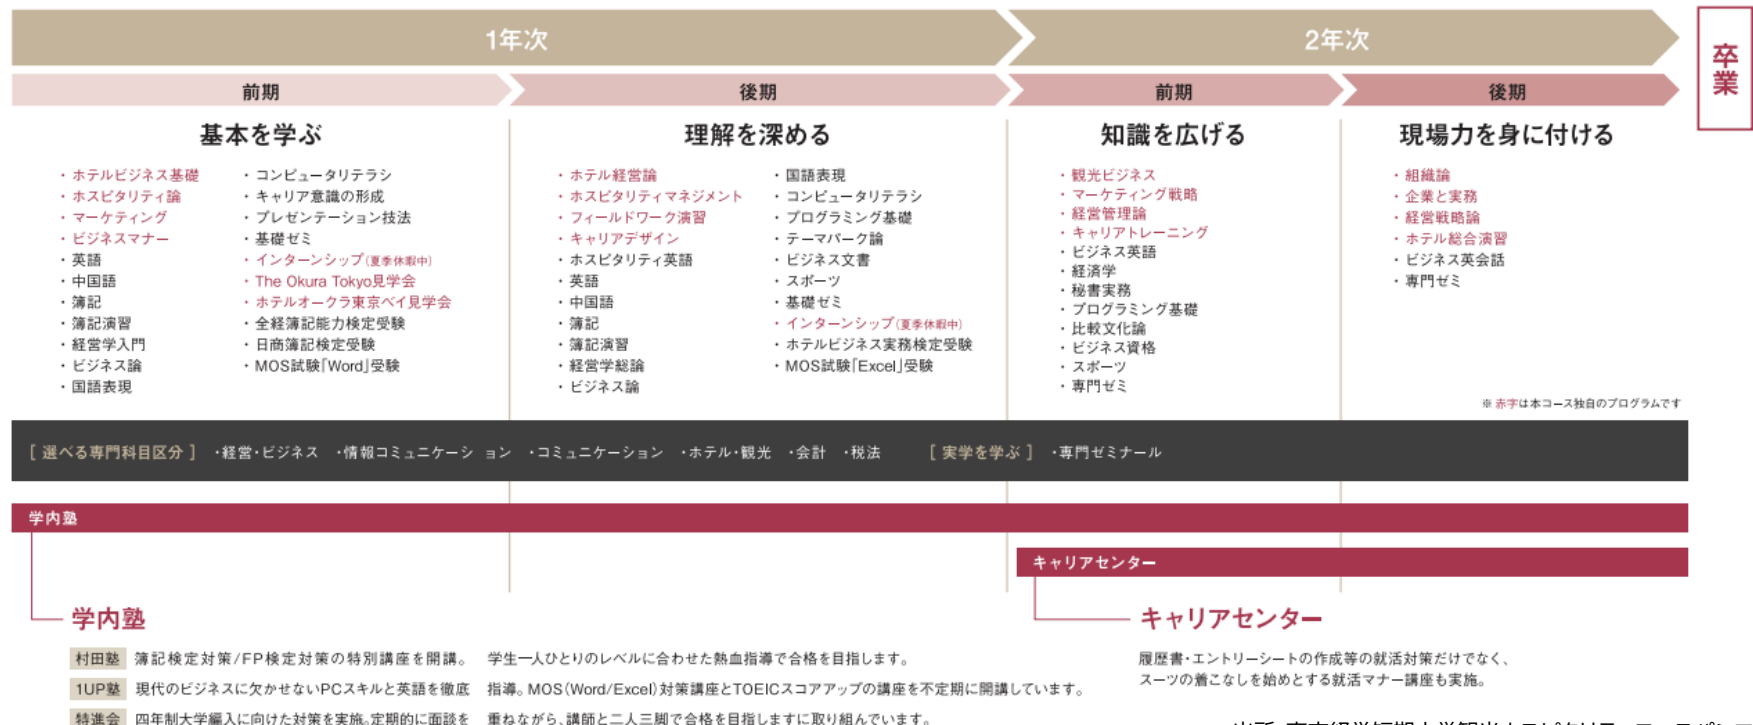 1年次
2年次
卒業
前期
後期
前期
後期
基本を学ぶ
・ホテルビジネス基礎
・ホスピタリティ論
・マーケティング
・ビジネスマナー
・英語
・中国語
・簿記
・簿記演習
・経営学入門
・ビジネス論
・国語表現
・コンピュータリテラシ
・キャリア意識の形成
・プレゼンテーション技法
・基礎ゼミ
・インターンシップ(夏季休暇中)
・The Okura Tokyo見学会
・ホテルオークラ東京ベイ見学会
・全経簿記能力検定受験
・日商簿記検定受験
・MOS試験「Word」受験
理解を深める
・ホテル経営論
・ホスピタリティマネジメント
・フィールドワーク演習
・キャリアデザイン
・ホスピタリティ英語
・英語
・中国語
・簿記
・簿記演習
・経営学総論
・ビジネス論
・国語表現
・コンピュータリテラシ
・プログラミング基礎
・テーマパーク論
・ビジネス文書
・スポーツ
・基礎ゼミ
・インターンシップ(夏季休暇中)
・ホテルビジネス実務検定受験
・MOS試験「Excel」受験
知識を広げる
・観光ビジネス
・マーケティング戦略
・経営管理論
・キャリアトレーニング
・ビジネス英語
・経済学
・秘書実務
・プログラミング基礎
・比較文化論
・ビジネス資格
・スポーツ
・専門ゼミ
現場力を身に付ける
・組織論
・企業と実務
・経営戦略論
・ホテル総合演習
・ビジネス英会話
・専門ゼミ
※ 赤字は本コース独自のプログラムです
[ 選べる専門科目区分 ] ・経営・ビジネス ・情報コミュニケーシ ョン ・コミュニケーション ・ホテル・観光 ・会計 ・税法 [ 実学を学ぶ ] ・専門ゼミナール
学内塾
キャリアセンター
学内塾
村田塾 簿記検定対策/FP検定対策の特別講座を開講。 学生一人ひとりのレベルに合わせた熱血指導で合格を目指します。
1UP塾 現代のビジネスに欠かせないPCスキルと英語を徹底 指導。MOS(Word/Excel)対策講座とTOEICスコアアップの講座を不定期に開講しています。
特進会 四年制大学編入に向けた対策を実施。定期的に面談を 重ねながら、講師と二人三脚で合格を目指しますに取り組んでいます。
キャリアセンター
履歴書・エントリーシートの作成等の就活対策だけでなく、
スーツの着こなしを始めとする就活マナー講座も実施。